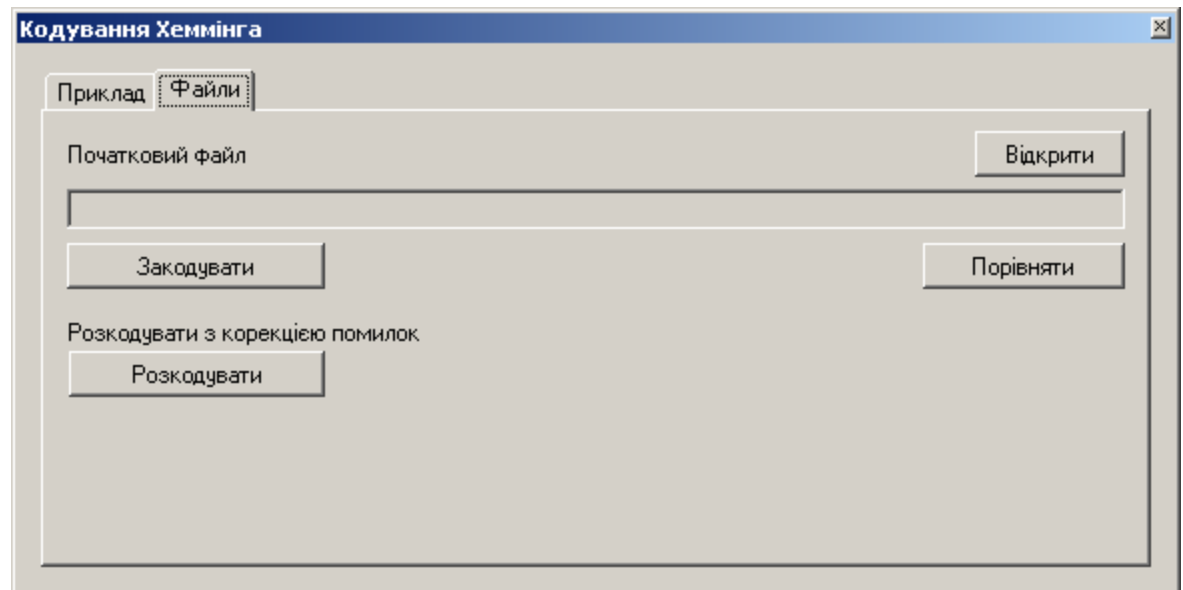 Кодування Хеммінга
Приклад Файли
Початковий файл Відкрити
Закодувати Порівняти
Розкодувати з корекцією помилок
Розкодувати